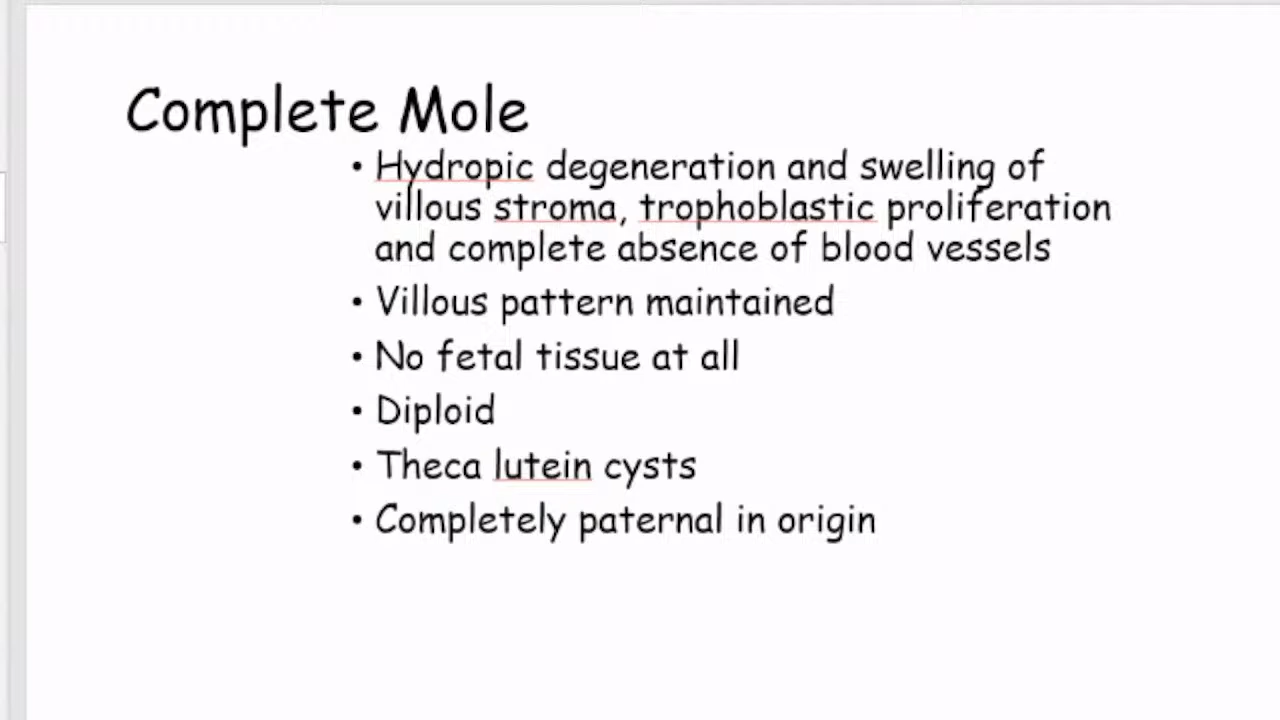 Complete Mole
• Hydropic degeneration and swelling of
villous stroma, trophoblastic proliferation
and complete absence of blood vessels
• Villous pattern maintained
• No fetal tissue at all
• Diploid
• Theca lutein cysts
• Completely paternal in origin